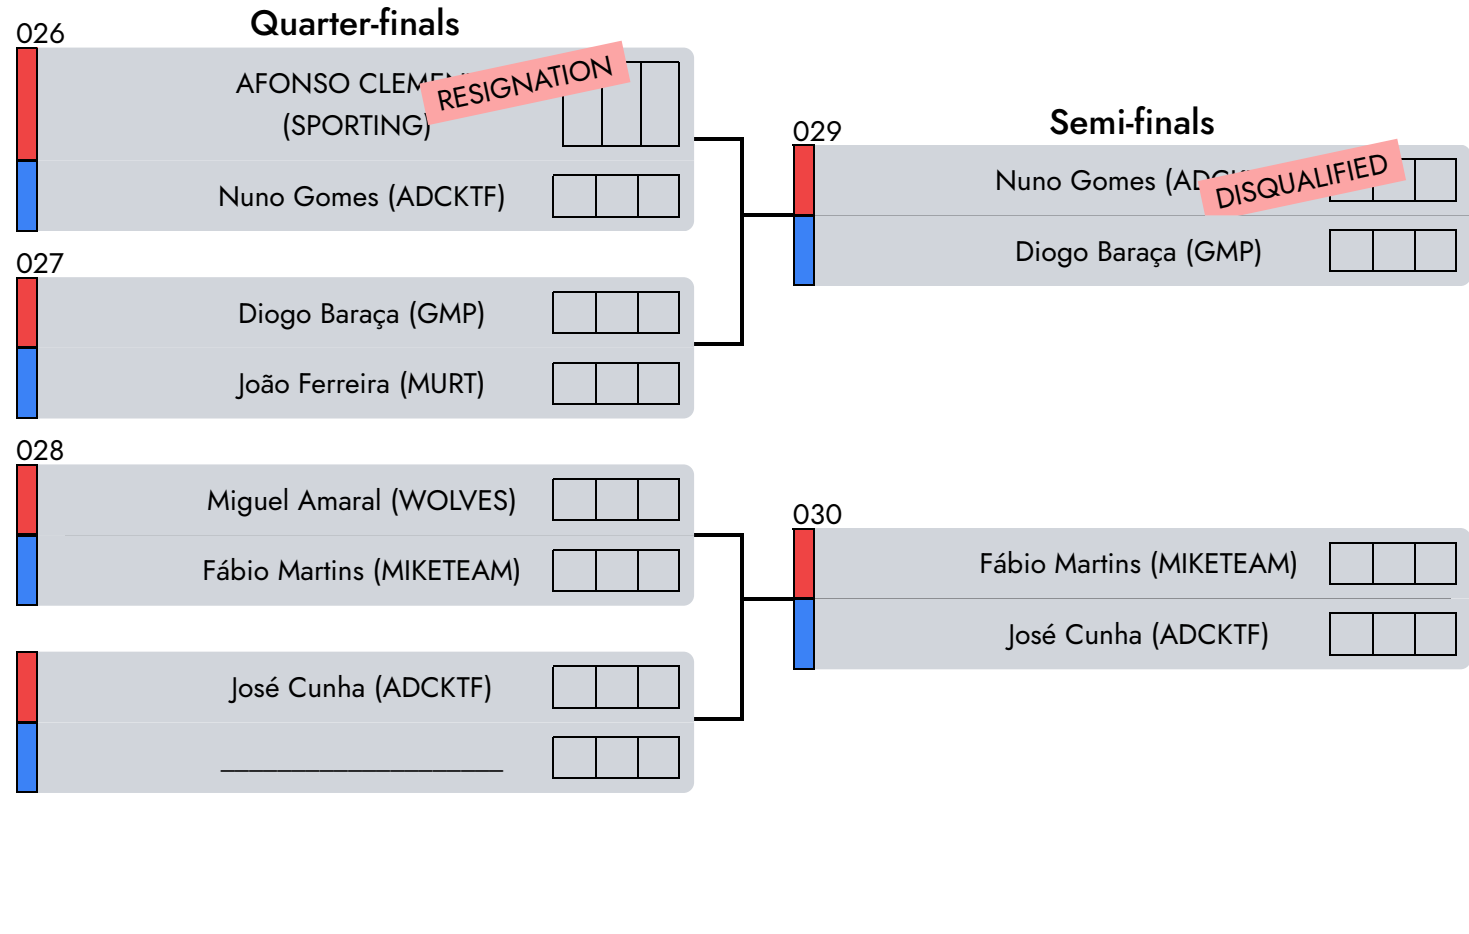 Quarter-finals
026
AFONSO
(SPORTING)
RESIGNATION
Nuno Gomes (ADCKTF)
027
Diogo Baraça (GMP)
João Ferreira (MURT)
028
Miguel Amaral (WOLVES)
Fábio Martins (MIKETEAM)
José Cunha (ADCKTF)
____________________
Semi-finals
029
Nuno Gomes
DISQUALIFIED
Diogo Baraça (GMP)
030
Fábio Martins (MIKETEAM)
José Cunha (ADCKTF)